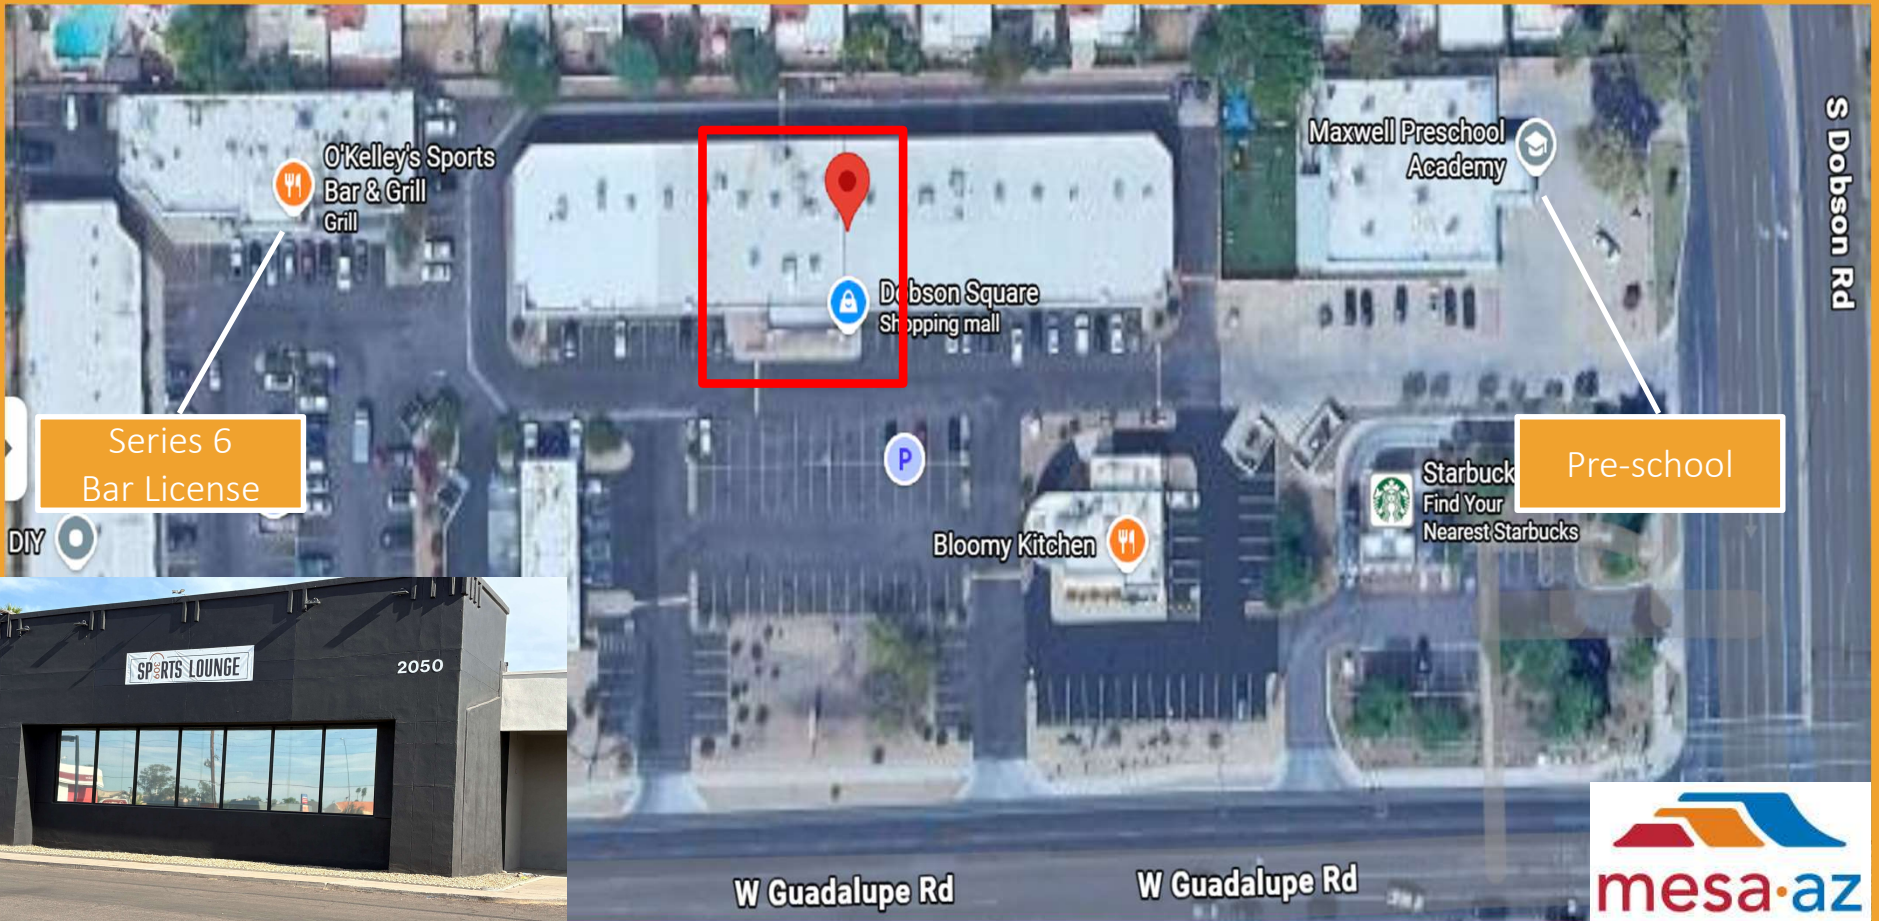 O'Kelley's Sports
Bar & Grill
Grill
Maxwell Preschool
Academy
S Dobson Rd
Dobson Square
Shopping mall
Series 6
Bar License
P
Starbuck
Find Your
Nearest Starbucks
Pre-school
DIY
Bloomy Kitchen
SPORTS LOUNGE
2050
W Guadalupe Rd
W Guadalupe Rd
mesa·az